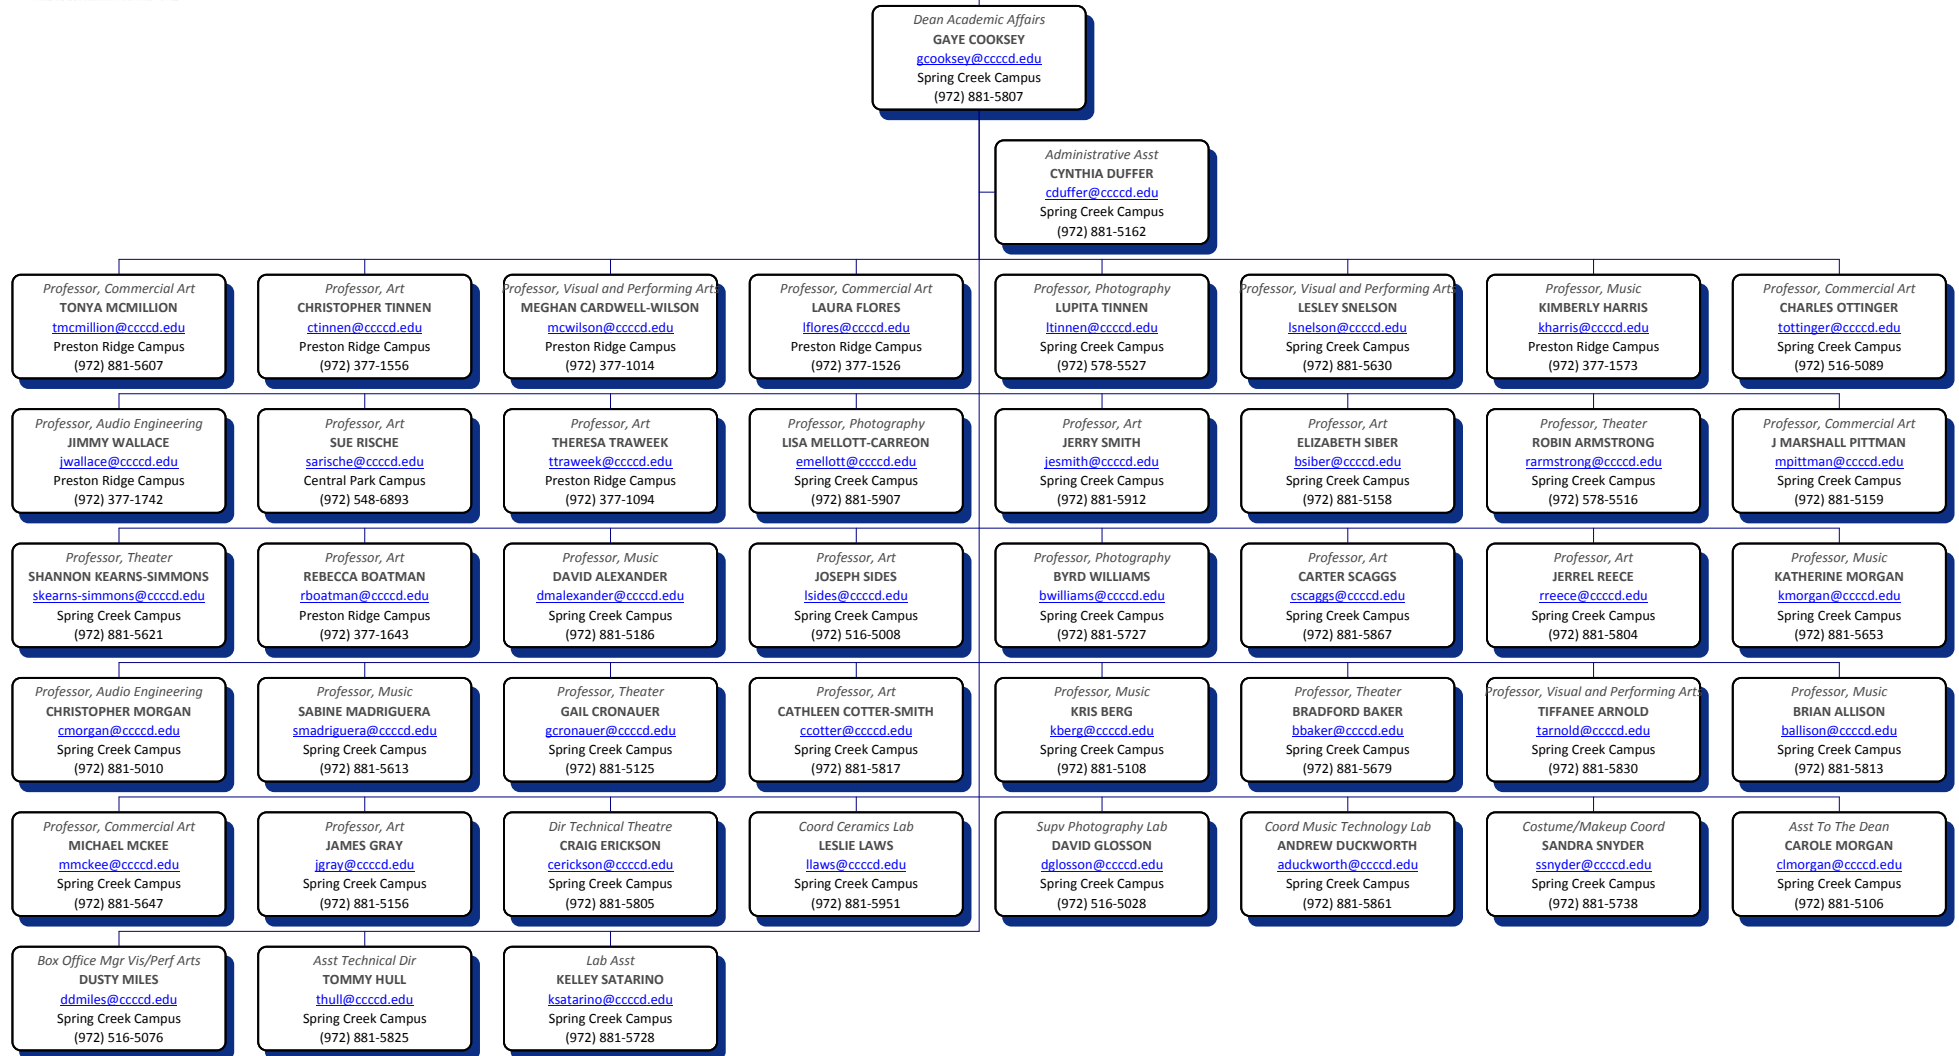 Dean Academic Affairs
GAYE COOKSEY
gcooksey@ccccd.edu
Spring Creek Campus
(972) 881-5807
Administrative Asst
CYNTHIA DUFFER
cduffer@ccccd.edu
Spring Creek Campus
(972) 881-5162
Professor, Commercial Art
TONYA MCMILLION
tmcmillion@ccccd.edu
Preston Ridge Campus
(972) 881-5607
Professor, Art
CHRISTOPHER TINNEN
ctinnen@ccccd.edu
Preston Ridge Campus
(972) 377-1556
Professor, Visual and Performing Arts
MEGHAN CARDWELL-WILSON
mcwilson@ccccd.edu
Preston Ridge Campus
(972) 377-1014
Professor, Commercial Art
LAURA FLORES
lflores@ccccd.edu
Preston Ridge Campus
(972) 377-1526
Professor, Photography
LUPITA TINNEN
ltinnen@ccccd.edu
Spring Creek Campus
(972) 578-5527
Professor, Visual and Performing Arts
LESLEY SNELSON
lsnelson@ccccd.edu
Spring Creek Campus
(972) 881-5630
Professor, Music
KIMBERLY HARRIS
kharris@ccccd.edu
Preston Ridge Campus
(972) 377-1573
Professor, Commercial Art
CHARLES OTTINGER
tottinger@ccccd.edu
Spring Creek Campus
(972) 516-5089
Professor, Audio Engineering
JIMMY WALLACE
jwallace@ccccd.edu
Preston Ridge Campus
(972) 377-1742
Professor, Art
SUE RISCHE
sarische@ccccd.edu
Central Park Campus
(972) 548-6893
Professor, Art
THERESA TRAWEEK
ttraweek@ccccd.edu
Preston Ridge Campus
(972) 377-1094
Professor, Photography
LISA MELLOTT-CARREON
emellott@ccccd.edu
Spring Creek Campus
(972) 881-5907
Professor, Art
JERRY SMITH
jesmith@ccccd.edu
Spring Creek Campus
(972) 881-5912
Professor, Art
ELIZABETH SIBER
bsiber@ccccd.edu
Spring Creek Campus
(972) 881-5158
Professor, Theater
ROBIN ARMSTRONG
rarmstrong@ccccd.edu
Spring Creek Campus
(972) 578-5516
Professor, Commercial Art
J MARSHALL PITTMAN
mpittman@ccccd.edu
Spring Creek Campus
(972) 881-5159
Professor, Theater
SHANNON KEARNS-SIMMONS
skearns-simmons@ccccd.edu
Spring Creek Campus
(972) 881-5621
Professor, Art
REBECCA BOATMAN
rboatman@ccccd.edu
Preston Ridge Campus
(972) 377-1643
Professor, Music
DAVID ALEXANDER
dmalexander@ccccd.edu
Spring Creek Campus
(972) 881-5186
Professor, Art
JOSEPH SIDES
lsides@ccccd.edu
Spring Creek Campus
(972) 516-5008
Professor, Photography
BYRD WILLIAMS
bwilliams@ccccd.edu
Spring Creek Campus
(972) 881-5727
Professor, Art
CARTER SCAGGS
cscaggs@ccccd.edu
Spring Creek Campus
(972) 881-5867
Professor, Art
JERREL REECE
rreece@ccccd.edu
Spring Creek Campus
(972) 881-5804
Professor, Music
KATHERINE MORGAN
kmorgan@ccccd.edu
Spring Creek Campus
(972) 881-5653
Professor, Audio Engineering
CHRISTOPHER MORGAN
cmorgan@ccccd.edu
Spring Creek Campus
(972) 881-5010
Professor, Music
SABINE MADRIGUERA
smadriguera@ccccd.edu
Spring Creek Campus
(972) 881-5613
Professor, Theater
GAIL CRONAUER
gcronauer@ccccd.edu
Spring Creek Campus
(972) 881-5125
Professor, Art
CATHLEEN COTTER-SMITH
ccotter@ccccd.edu
Spring Creek Campus
(972) 881-5817
Professor, Music
KRIS BERG
kberg@ccccd.edu
Spring Creek Campus
(972) 881-5108
Professor, Theater
BRADFORD BAKER
bbaker@ccccd.edu
Spring Creek Campus
(972) 881-5679
Professor, Visual and Performing Arts
TIFFANEE ARNOLD
tarnold@ccccd.edu
Spring Creek Campus
(972) 881-5830
Professor, Music
BRIAN ALLISON
ballison@ccccd.edu
Spring Creek Campus
(972) 881-5813
Professor, Commercial Art
MICHAEL MCKEE
mmckee@ccccd.edu
Spring Creek Campus
(972) 881-5647
Professor, Art
JAMES GRAY
jgray@ccccd.edu
Spring Creek Campus
(972) 881-5156
Dir Technical Theatre
CRAIG ERICKSON
cerickson@ccccd.edu
Spring Creek Campus
(972) 881-5805
Coord Ceramics Lab
LESLIE LAWS
llaws@ccccd.edu
Spring Creek Campus
(972) 881-5951
Supv Photography Lab
DAVID GLOSSON
dglosson@ccccd.edu
Spring Creek Campus
(972) 516-5028
Coord Music Technology Lab
ANDREW DUCKWORTH
aduckworth@ccccd.edu
Spring Creek Campus
(972) 881-5861
Costume/Makeup Coord
SANDRA SNYDER
ssnyder@ccccd.edu
Spring Creek Campus
(972) 881-5738
Asst To The Dean
CAROLE MORGAN
clmorgan@ccccd.edu
Spring Creek Campus
(972) 881-5106
Box Office Mgr Vis/Perf Arts
DUSTY MILES
ddmiles@ccccd.edu
Spring Creek Campus
(972) 516-5076
Asst Technical Dir
TOMMY HULL
thull@ccccd.edu
Spring Creek Campus
(972) 881-5825
Lab Asst
KELLEY SATARINO
ksatarino@ccccd.edu
Spring Creek Campus
(972) 881-5728